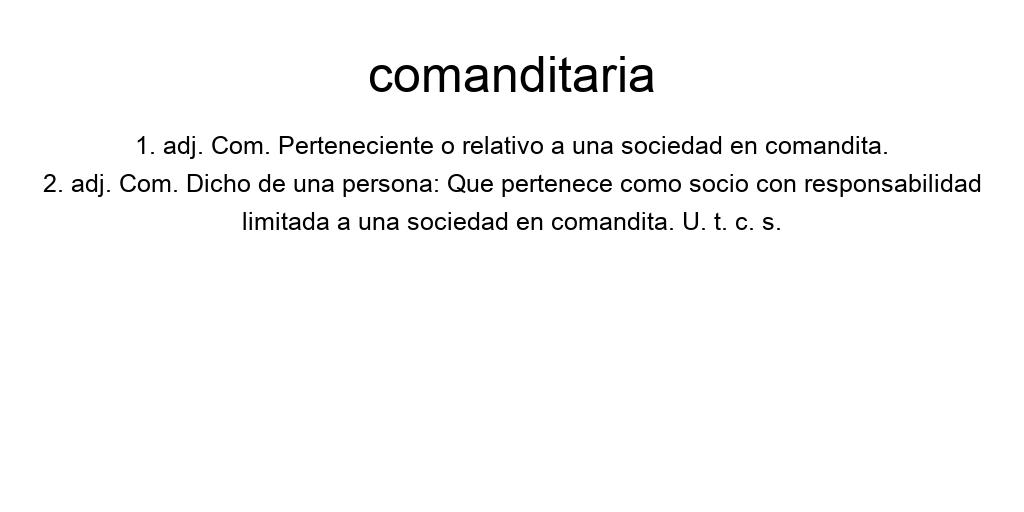 comanditaria
1. adj. Com. Perteneciente o relativo a una sociedad en comandita.
2. adj. Com. Dicho de una persona: Que pertenece como socio con responsabilidad
limitada a una sociedad en comandita. U. t. c. s.